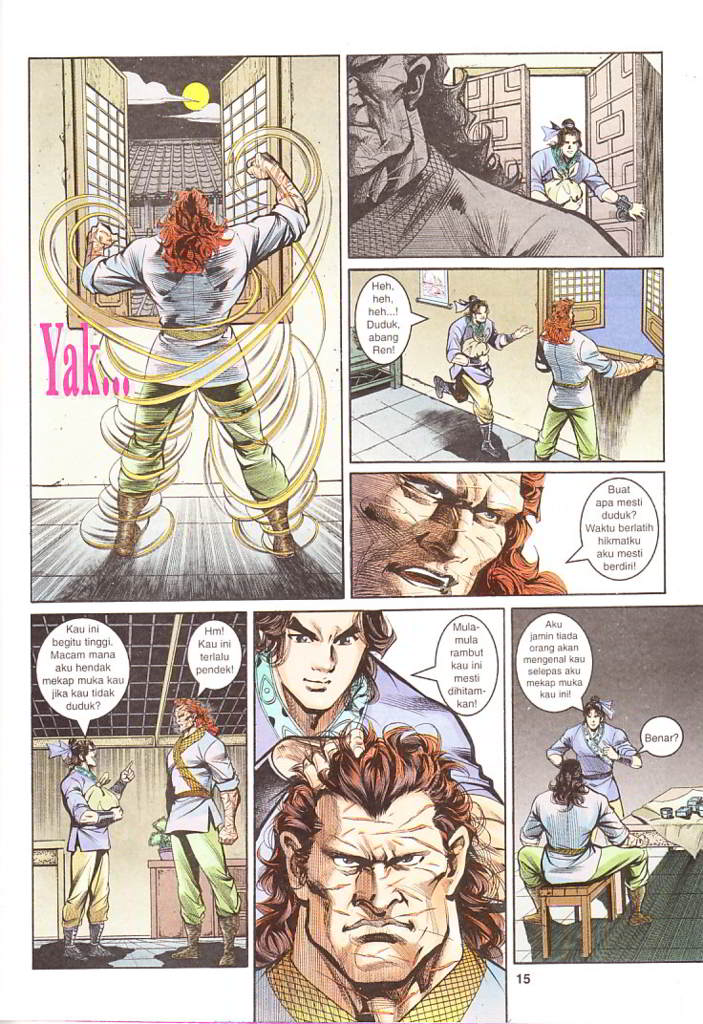 Yak...
Heh,
heh,
heh...!
Duduk,
abang
Ren!
Buat
apa mesti
duduk?
Waktu berlatih
hikmatku
aku mesti
berdiri!
Kau ini
begitu tinggi.
Macam mana
aku hendak
mekap muka kau
jika kau tidak
duduk?
Hm!
Kau ini
terlalu
pendek!
Mula-
mula
rambut
kau ini
mesti
dihitam-
kan!
Aku
jamin tiada
orang akan
mengenal kau
selepas aku
mekap muka
kau ini!
Benar?
15